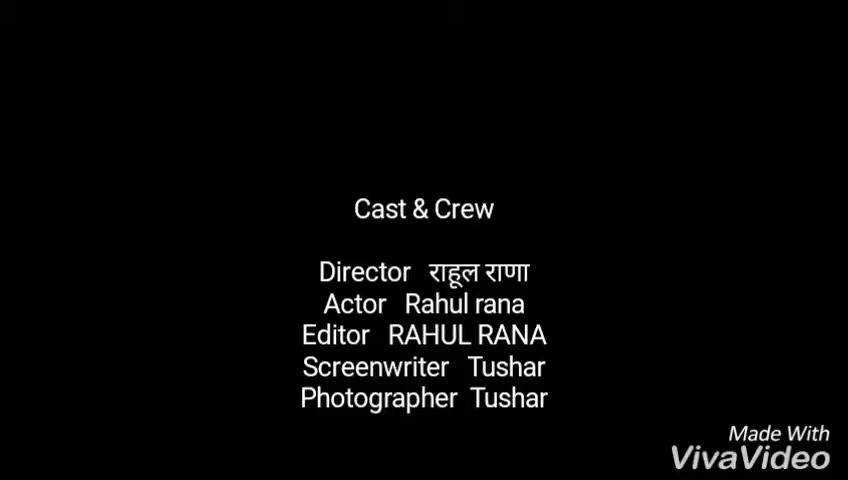 Cast & Crew
Director राहूल राणा
Actor Rahul rana
Editor RAHUL RANA
Screenwriter Tushar
Photographer Tushar
Made With
VivaVideo